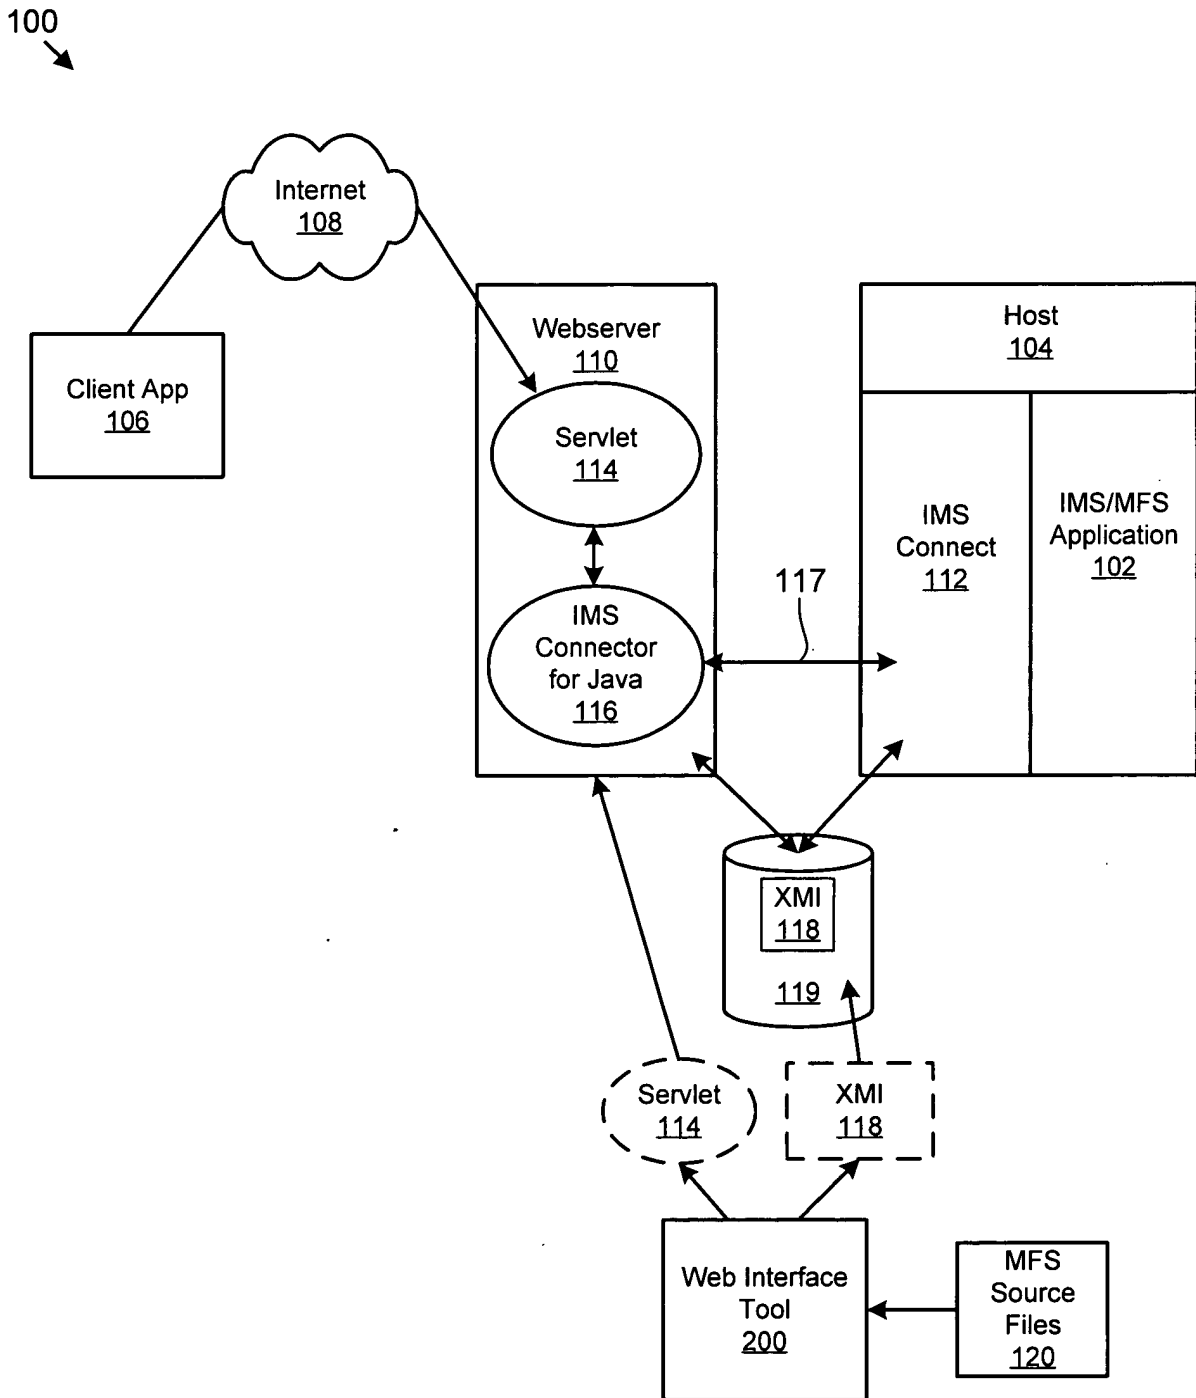 100
Internet
108
Client App
106
Webserver
110
Servlet
114
IMS
Connector
for Java
116
117
Host
104
IMS
Connect
112
IMS/MFS
Application
102
XMI
118
119
Servlet
114
XMI
118
Web Interface
Tool
200
MFS
Source
Files
120